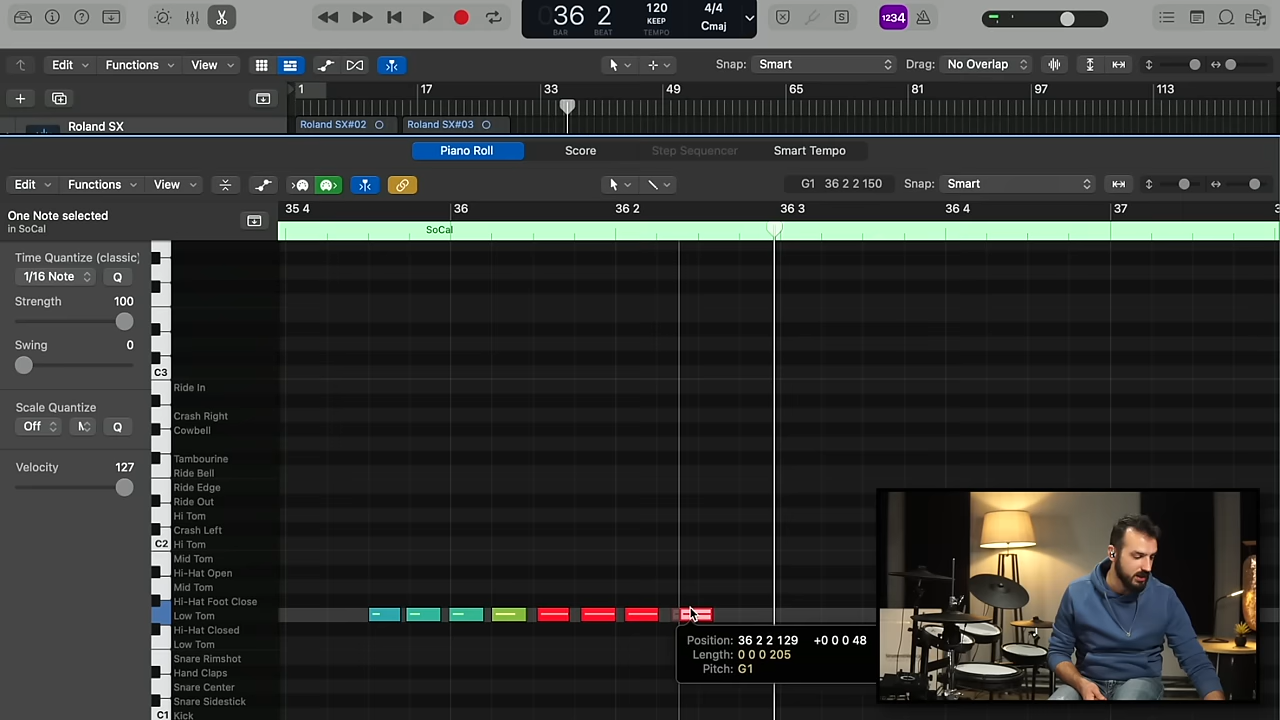 36 2
BAR BEAT
120
KEEP
TEMPO
4/4
Cmaj
1234
Edit Functions View Snap: Smart Drag: No Overlap
1 17 33 49 65 81 97 113
Roland SX
Roland SX#02 Roland SX#03
Piano Roll Score Step Sequencer Smart Tempo
Edit Functions View G1 36 2 2 150 Snap: Smart
One Note selected
in SoCal
35 4 36 36 2 36 3 36 4 37
SoCal
Time Quantize (classic)
1/16 Note Q
Strength 100
Swing 0
Scale Quantize
Off Q
Velocity 127
C3
Ride In
Crash Right
Cowbell
Tambourine
Ride Bell
Ride Edge
Ride Out
Hi Tom
Crash Left
C2 Hi Tom
Mid Tom
Hi-Hat Open
Mid Tom
Hi-Hat Foot Close
Low Tom
Hi-Hat Closed
Low Tom
Snare Rimshot
Hand Claps
Snare Center
Snare Sidestick
C1 Kick
Position: 36 2 2 129 +0 0 0 48
Length: 0 0 0 205
Pitch: G1